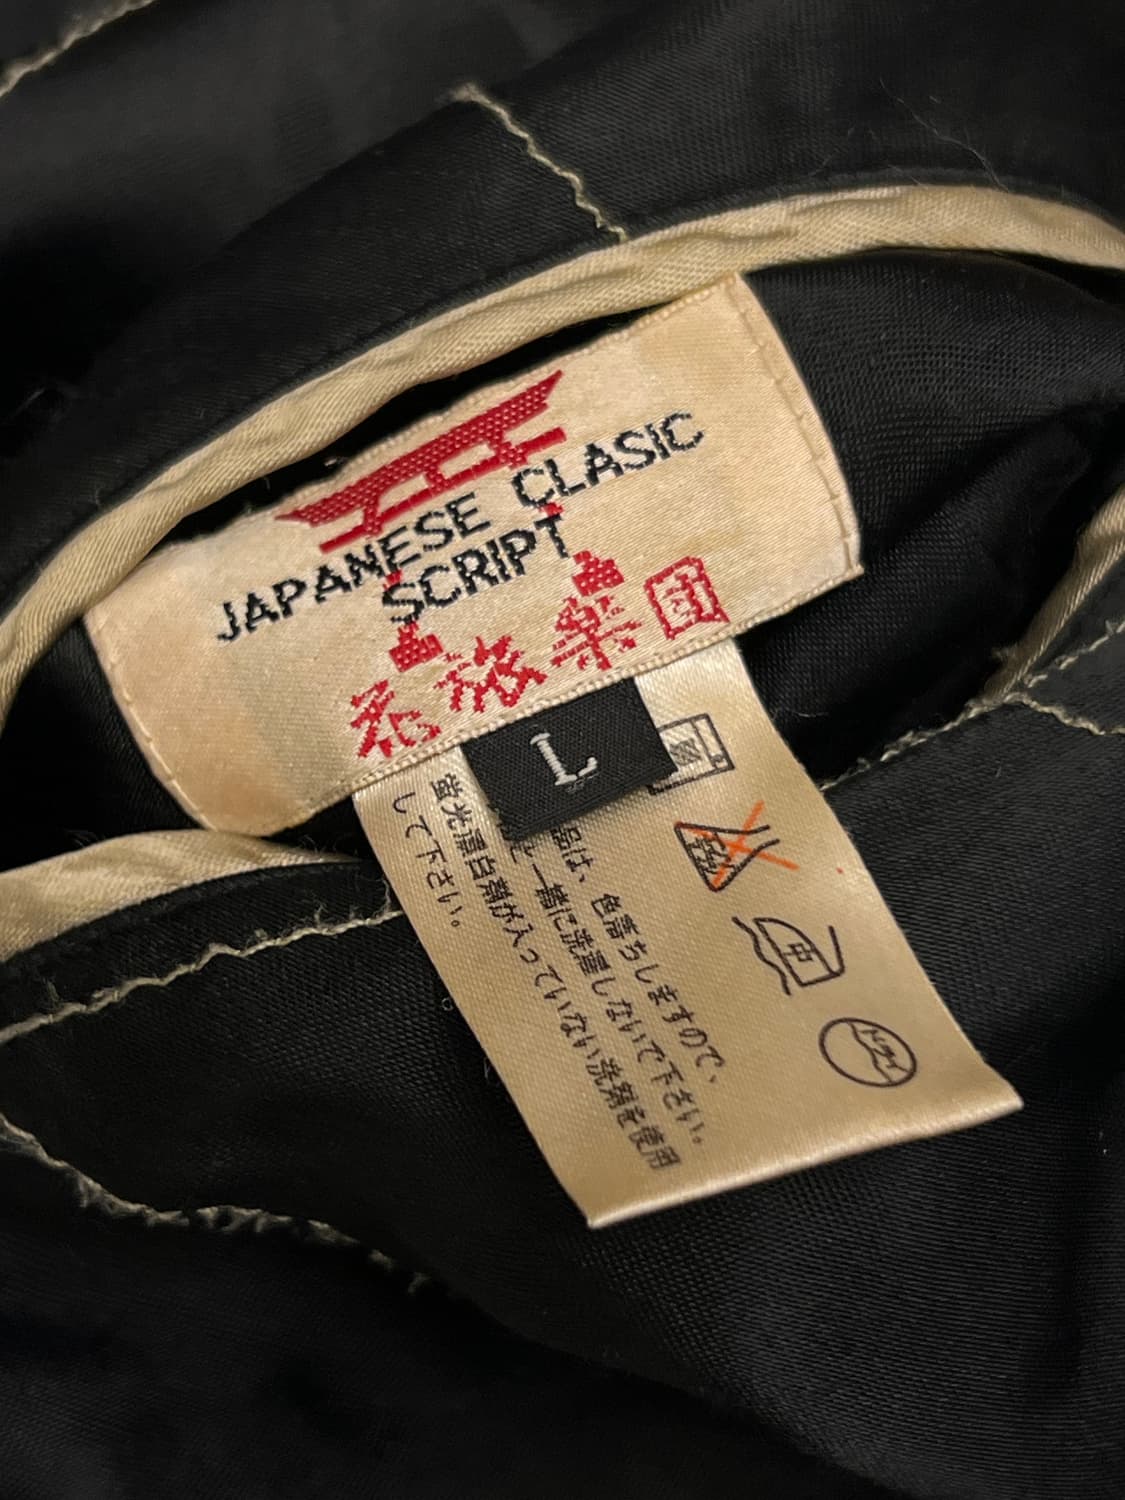 JAPANESE CLASIC
SCRIPT
花旅楽団
L
品は、色落ちしますので、
と一緒に洗濯しないで下さい。
蛍光漂白剤が入っていない洗剤を使用
して下さい。
中